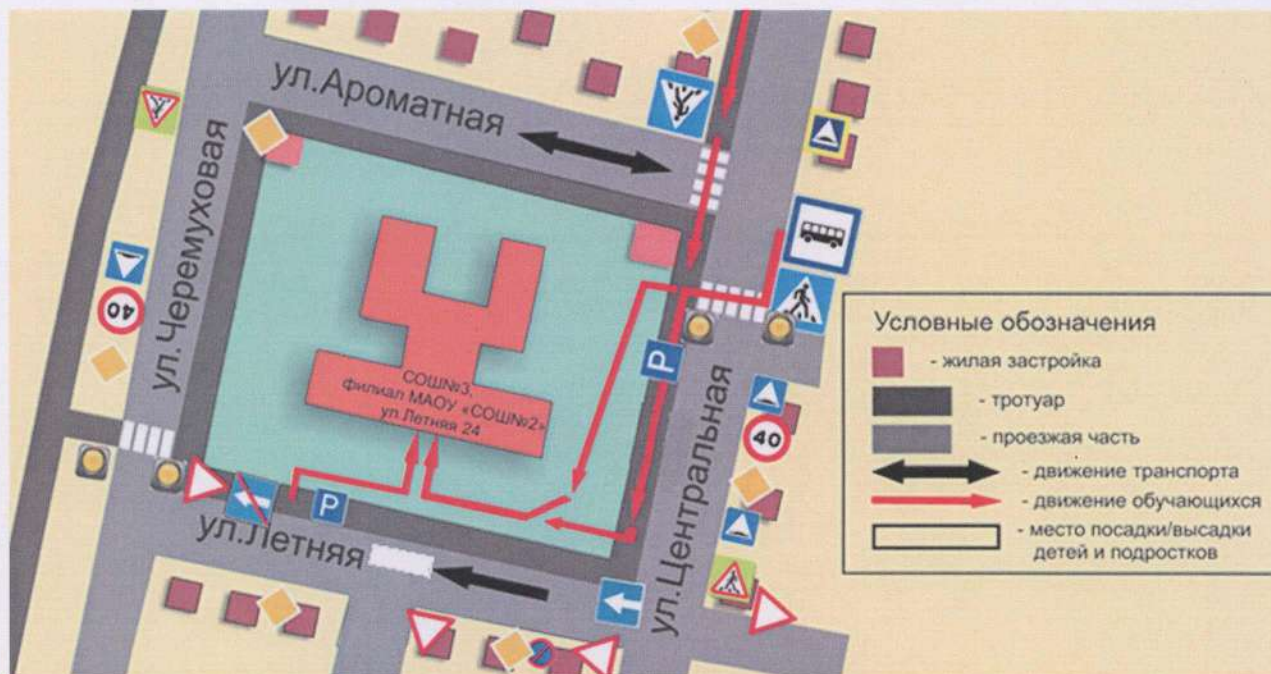 ул.Ароматная
ул.Черемуховая
СОШ№3,
филиал МАОУ «СОШ№2»
ул.Летняя 24
P
P
ул.Летняя
ул.Центральная
40
40
Условные обозначения
- жилая застройка
- тротуар
- проезжая часть
- движение транспорта
- движение обучающихся
- место посадки/высадки
детей и подростков